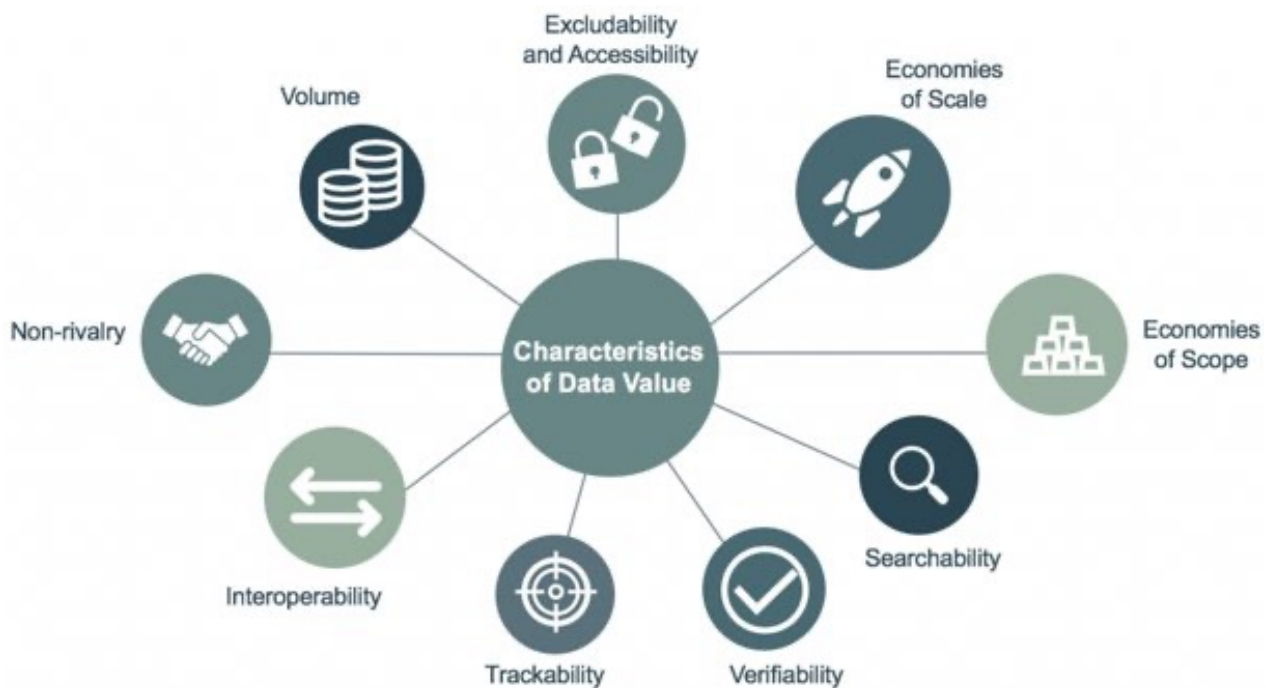 Excludability
and Accessibility
Economies
of Scale
Volume
Non-rivalry
Characteristics
of Data Value
Economies
of Scope
Searchability
Interoperability
Trackability
Verifiability